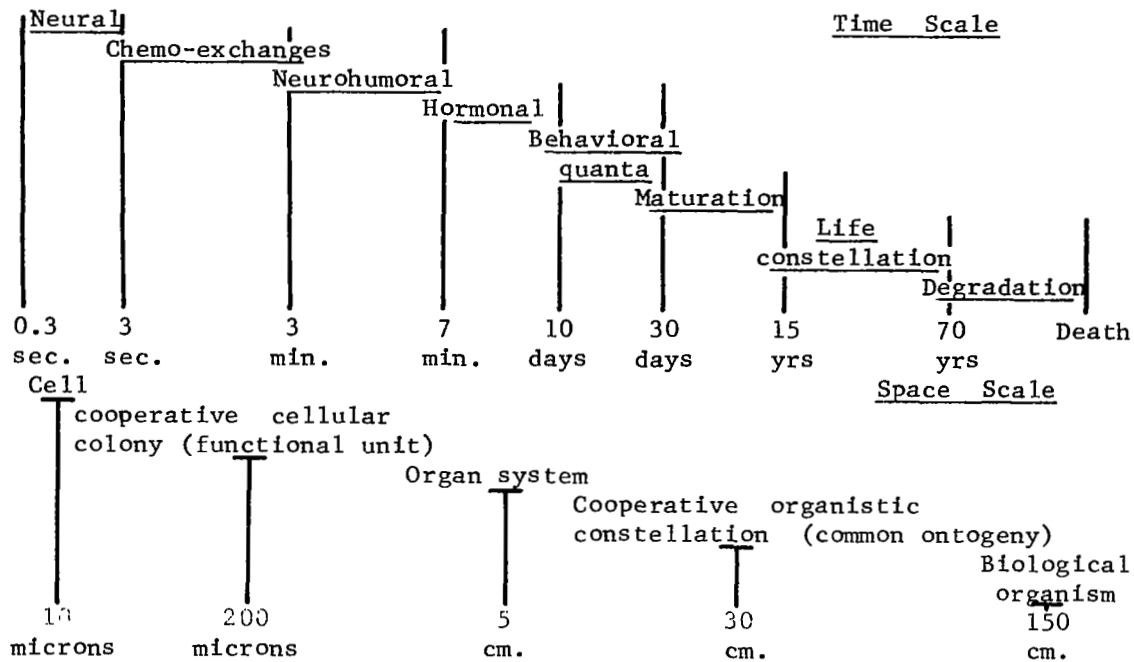 Neural
Time Scale
Chemo-exchanges
Neurohumoral
Hormonal
Behavioral
quanta
Maturation
Life
constellation
Degradation
0.3 3 3 7 10 30 15 70 Death
sec. sec. min. min. days days yrs yrs
Cell
Space Scale
cooperative cellular
colony (functional unit)
Organ system
Cooperative organistic
constellation (common ontogeny)
Biological
organism
10 200 5 30 150
microns microns cm. cm. cm.